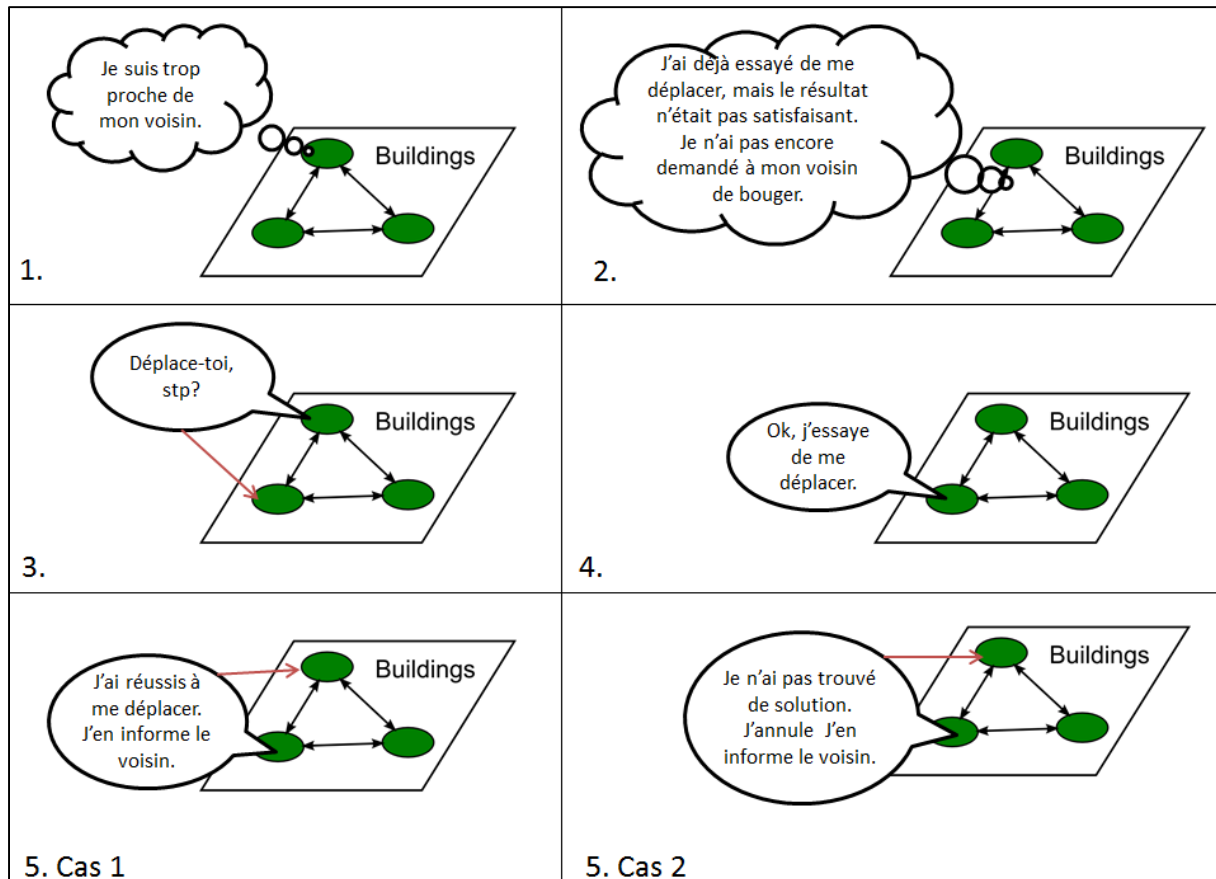 Je suis trop
proche de
mon voisin.
Buildings
1.
J'ai déjà essayé de me
déplacer, mais le résultat
n'était pas satisfaisant.
Je n'ai pas encore
demandé à mon voisin
de bouger.
Buildings
2.
Déplace-toi,
stp?
Buildings
3.
Ok, j'essaye
de me
déplacer.
Buildings
4.
J'ai réussis à
me déplacer.
J'en informe le
voisin.
Buildings
5. Cas 1
Je n'ai pas trouvé
de solution.
J'annule J'en
informe le voisin.
Buildings
5. Cas 2